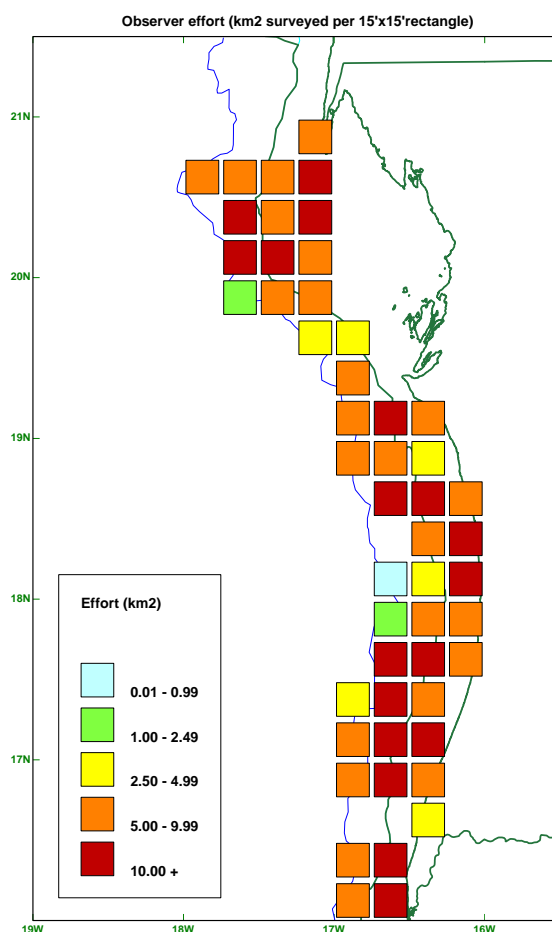 Observer effort (km2 surveyed per 15'x15'rectangle)
21N
20N
19N
18N
17N
Effort (km2)
0.01 - 0.99
1.00 - 2.49
2.50 - 4.99
5.00 - 9.99
10.00 +
19W 18W 17W 16W